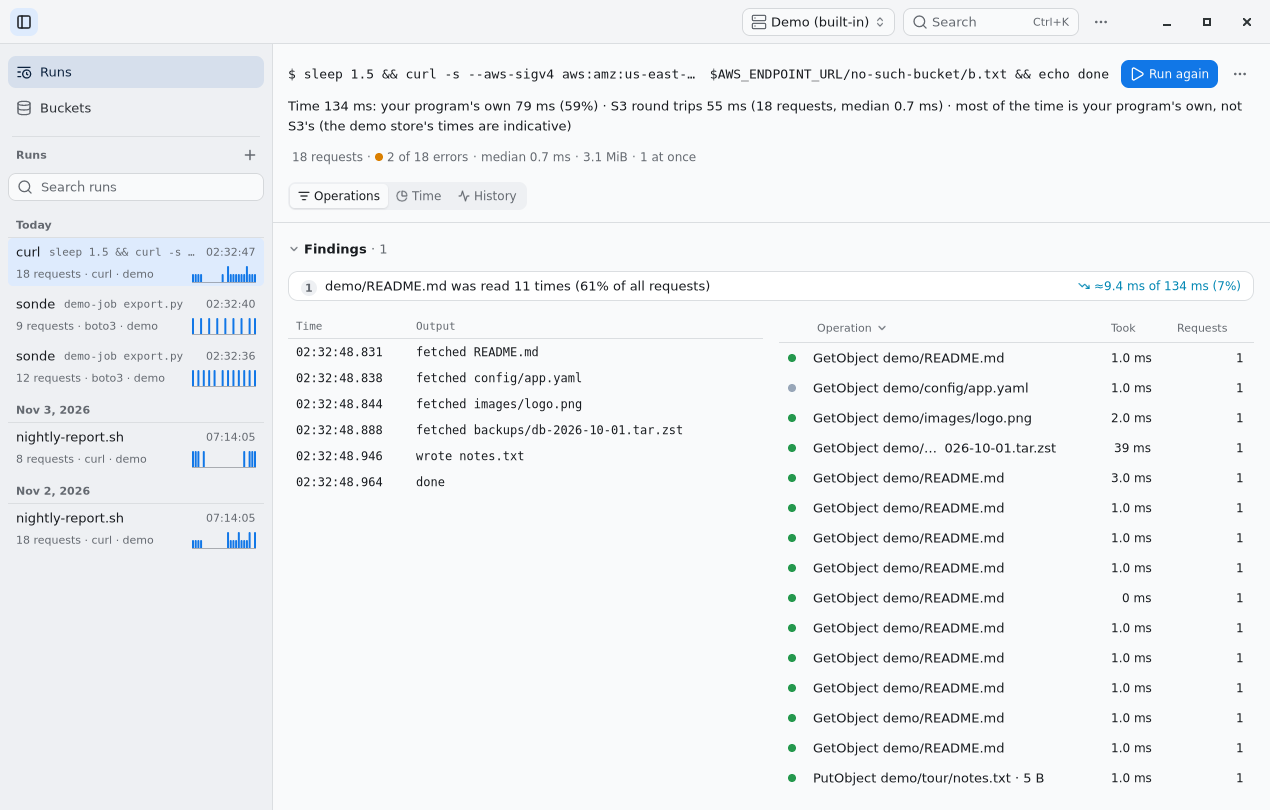 Demo (built-in)
Search
Ctrl+K
Runs
Buckets
Runs
Search runs
Today
curl sleep 1.5 && curl -s … 02:32:47
18 requests · curl · demo
sonde demo-job export.py 02:32:40
9 requests · boto3 · demo
sonde demo-job export.py 02:32:36
12 requests · boto3 · demo
Nov 3, 2026
nightly-report.sh 07:14:05
8 requests · curl · demo
Nov 2, 2026
nightly-report.sh 07:14:05
18 requests · curl · demo
$ sleep 1.5 && curl -s --aws-sigv4 aws:amz:us-east-… $AWS_ENDPOINT_URL/no-such-bucket/b.txt && echo done
Run again
Time 134 ms: your program's own 79 ms (59%) · S3 round trips 55 ms (18 requests, median 0.7 ms) · most of the time is your program's own, not
S3's (the demo store's times are indicative)
18 requests · 2 of 18 errors · median 0.7 ms · 3.1 MiB · 1 at once
Operations
Time
History
Findings · 1
1 demo/README.md was read 11 times (61% of all requests) ≈9.4 ms of 134 ms (7%)
Time Output
02:32:48.831 fetched README.md
02:32:48.838 fetched config/app.yaml
02:32:48.844 fetched images/logo.png
02:32:48.888 fetched backups/db-2026-10-01.tar.zst
02:32:48.946 wrote notes.txt
02:32:48.964 done
Operation Took Requests
GetObject demo/README.md 1.0 ms 1
GetObject demo/config/app.yaml 1.0 ms 1
GetObject demo/images/logo.png 2.0 ms 1
GetObject demo/… 026-10-01.tar.zst 39 ms 1
GetObject demo/README.md 3.0 ms 1
GetObject demo/README.md 1.0 ms 1
GetObject demo/README.md 1.0 ms 1
GetObject demo/README.md 1.0 ms 1
GetObject demo/README.md 0 ms 1
GetObject demo/README.md 1.0 ms 1
GetObject demo/README.md 1.0 ms 1
GetObject demo/README.md 1.0 ms 1
GetObject demo/README.md 1.0 ms 1
GetObject demo/README.md 1.0 ms 1
PutObject demo/tour/notes.txt · 5 B 1.0 ms 1